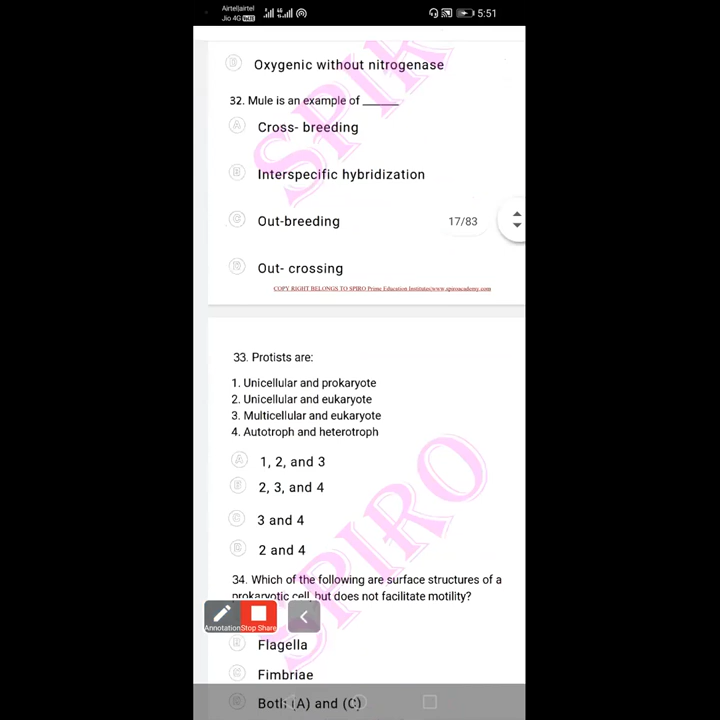 Airtel|airtel
Jio 4G VoLTE
4G
5:51
D Oxygenic without nitrogenase
32. Mule is an example of ______
A Cross- breeding
B Interspecific hybridization
C Out-breeding
17/83
D Out- crossing
COPY RIGHT BELONGS TO SPIRO Prime Education Institutes|www.spiroacademy.com
SPIRO
33. Protists are:
1. Unicellular and prokaryote
2. Unicellular and eukaryote
3. Multicellular and eukaryote
4. Autotroph and heterotroph
A 1, 2, and 3
B 2, 3, and 4
C 3 and 4
D 2 and 4
SPIRO
34. Which of the following are surface structures of a
prokaryotic cell, but does not facilitate motility?
Annotation Stop Share
B Flagella
C Fimbriae
D Both (A) and (C)